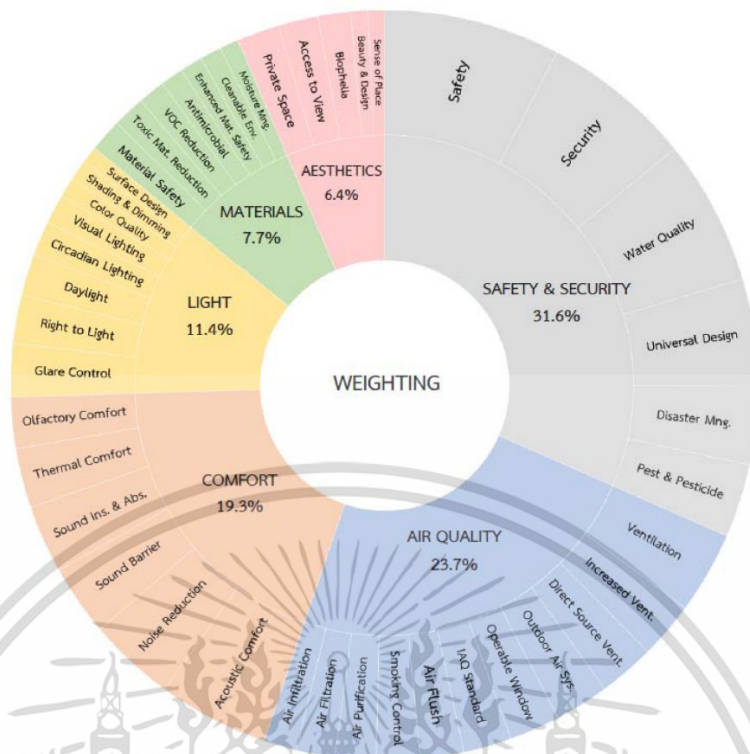 WEIGHTING
SAFETY & SECURITY
31.6%
Safety
Security
Water Quality
Universal Design
Disaster Mng.
Pest & Pesticide
AIR QUALITY
23.7%
Ventilation
Increased Vent.
Direct Source Vent.
Outdoor Air Sys.
Operable Window
IAQ Standard
Air Flush
Smoking Control
Air Purification
Air Filtration
Air Infiltration
COMFORT
19.3%
Acoustic Comfort
Noise Reduction
Sound Barrier
Sound Ins. & Abs.
Thermal Comfort
Olfactory Comfort
LIGHT
11.4%
Glare Control
Right to Light
Daylight
Circadian Lighting
Visual Lighting
Color Quality
Shading & Dimming
Surface Design
MATERIALS
7.7%
Material Safety
Toxic Mat. Reduction
VOC Reduction
Antimicrobial
Enhanced Mat. Safety
Cleanable Env.
Moisture Mng.
AESTHETICS
6.4%
Private Space
Access to View
Biophelia
Beauty & Design
Sense of Place